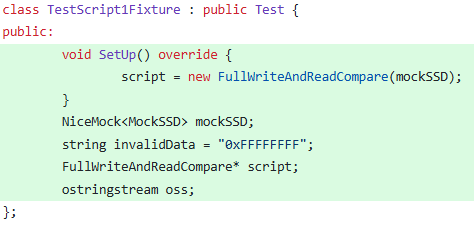 class TestScript1Fixture : public Test {
public:
        void SetUp() override {
                script = new FullWriteAndReadCompare(mockSSD);
        }
        NiceMock<MockSSD> mockSSD;
        string invalidData = "0xFFFFFFFF";
        FullWriteAndReadCompare* script;
        ostringstream oss;
};